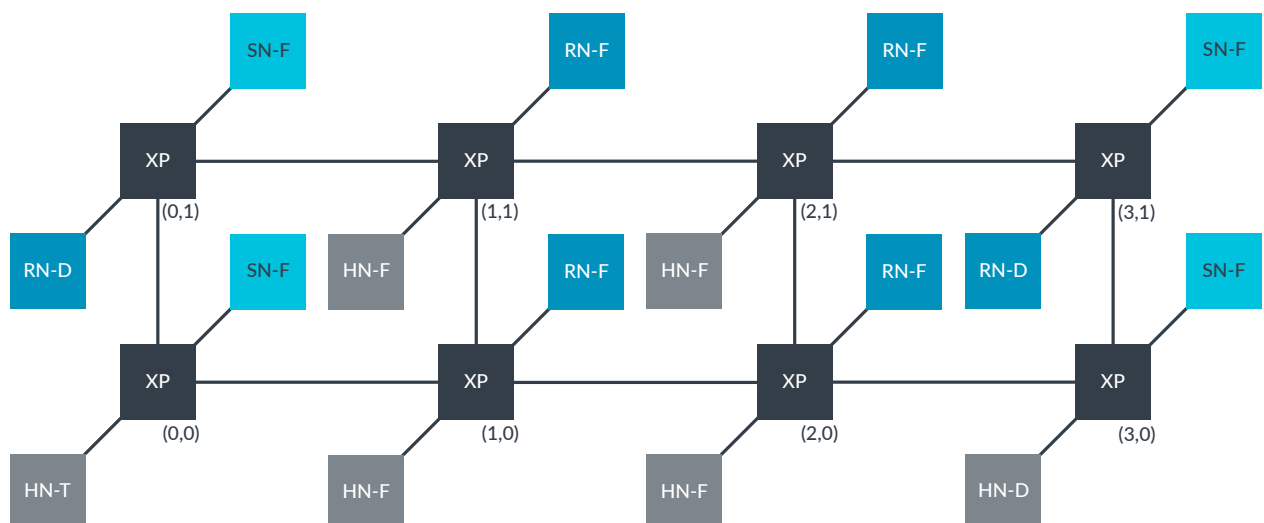 SN-F
RN-F
RN-F
SN-F
XP
XP
XP
XP
(0,1)
(1,1)
(2,1)
(3,1)
RN-D
SN-F
HN-F
RN-F
HN-F
RN-F
RN-D
SN-F
XP
XP
XP
XP
(0,0)
(1,0)
(2,0)
(3,0)
HN-T
HN-F
HN-F
HN-D